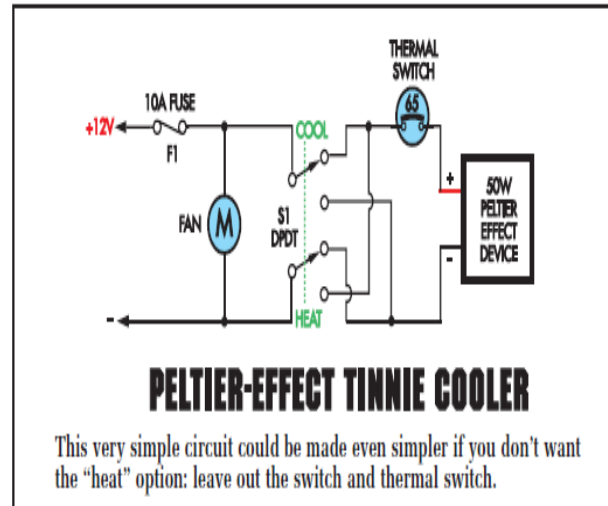 THERMAL
SWITCH
10A FUSE
65
+12V
COOL
F1
+
50W
PELTIER
EFFECT
DEVICE
FAN
M
S1
DPDT
-
-
HEAT
PELTIER-EFFECT TINNIE COOLER
This very simple circuit could be made even simpler if you don't want
the “heat” option: leave out the switch and thermal switch.